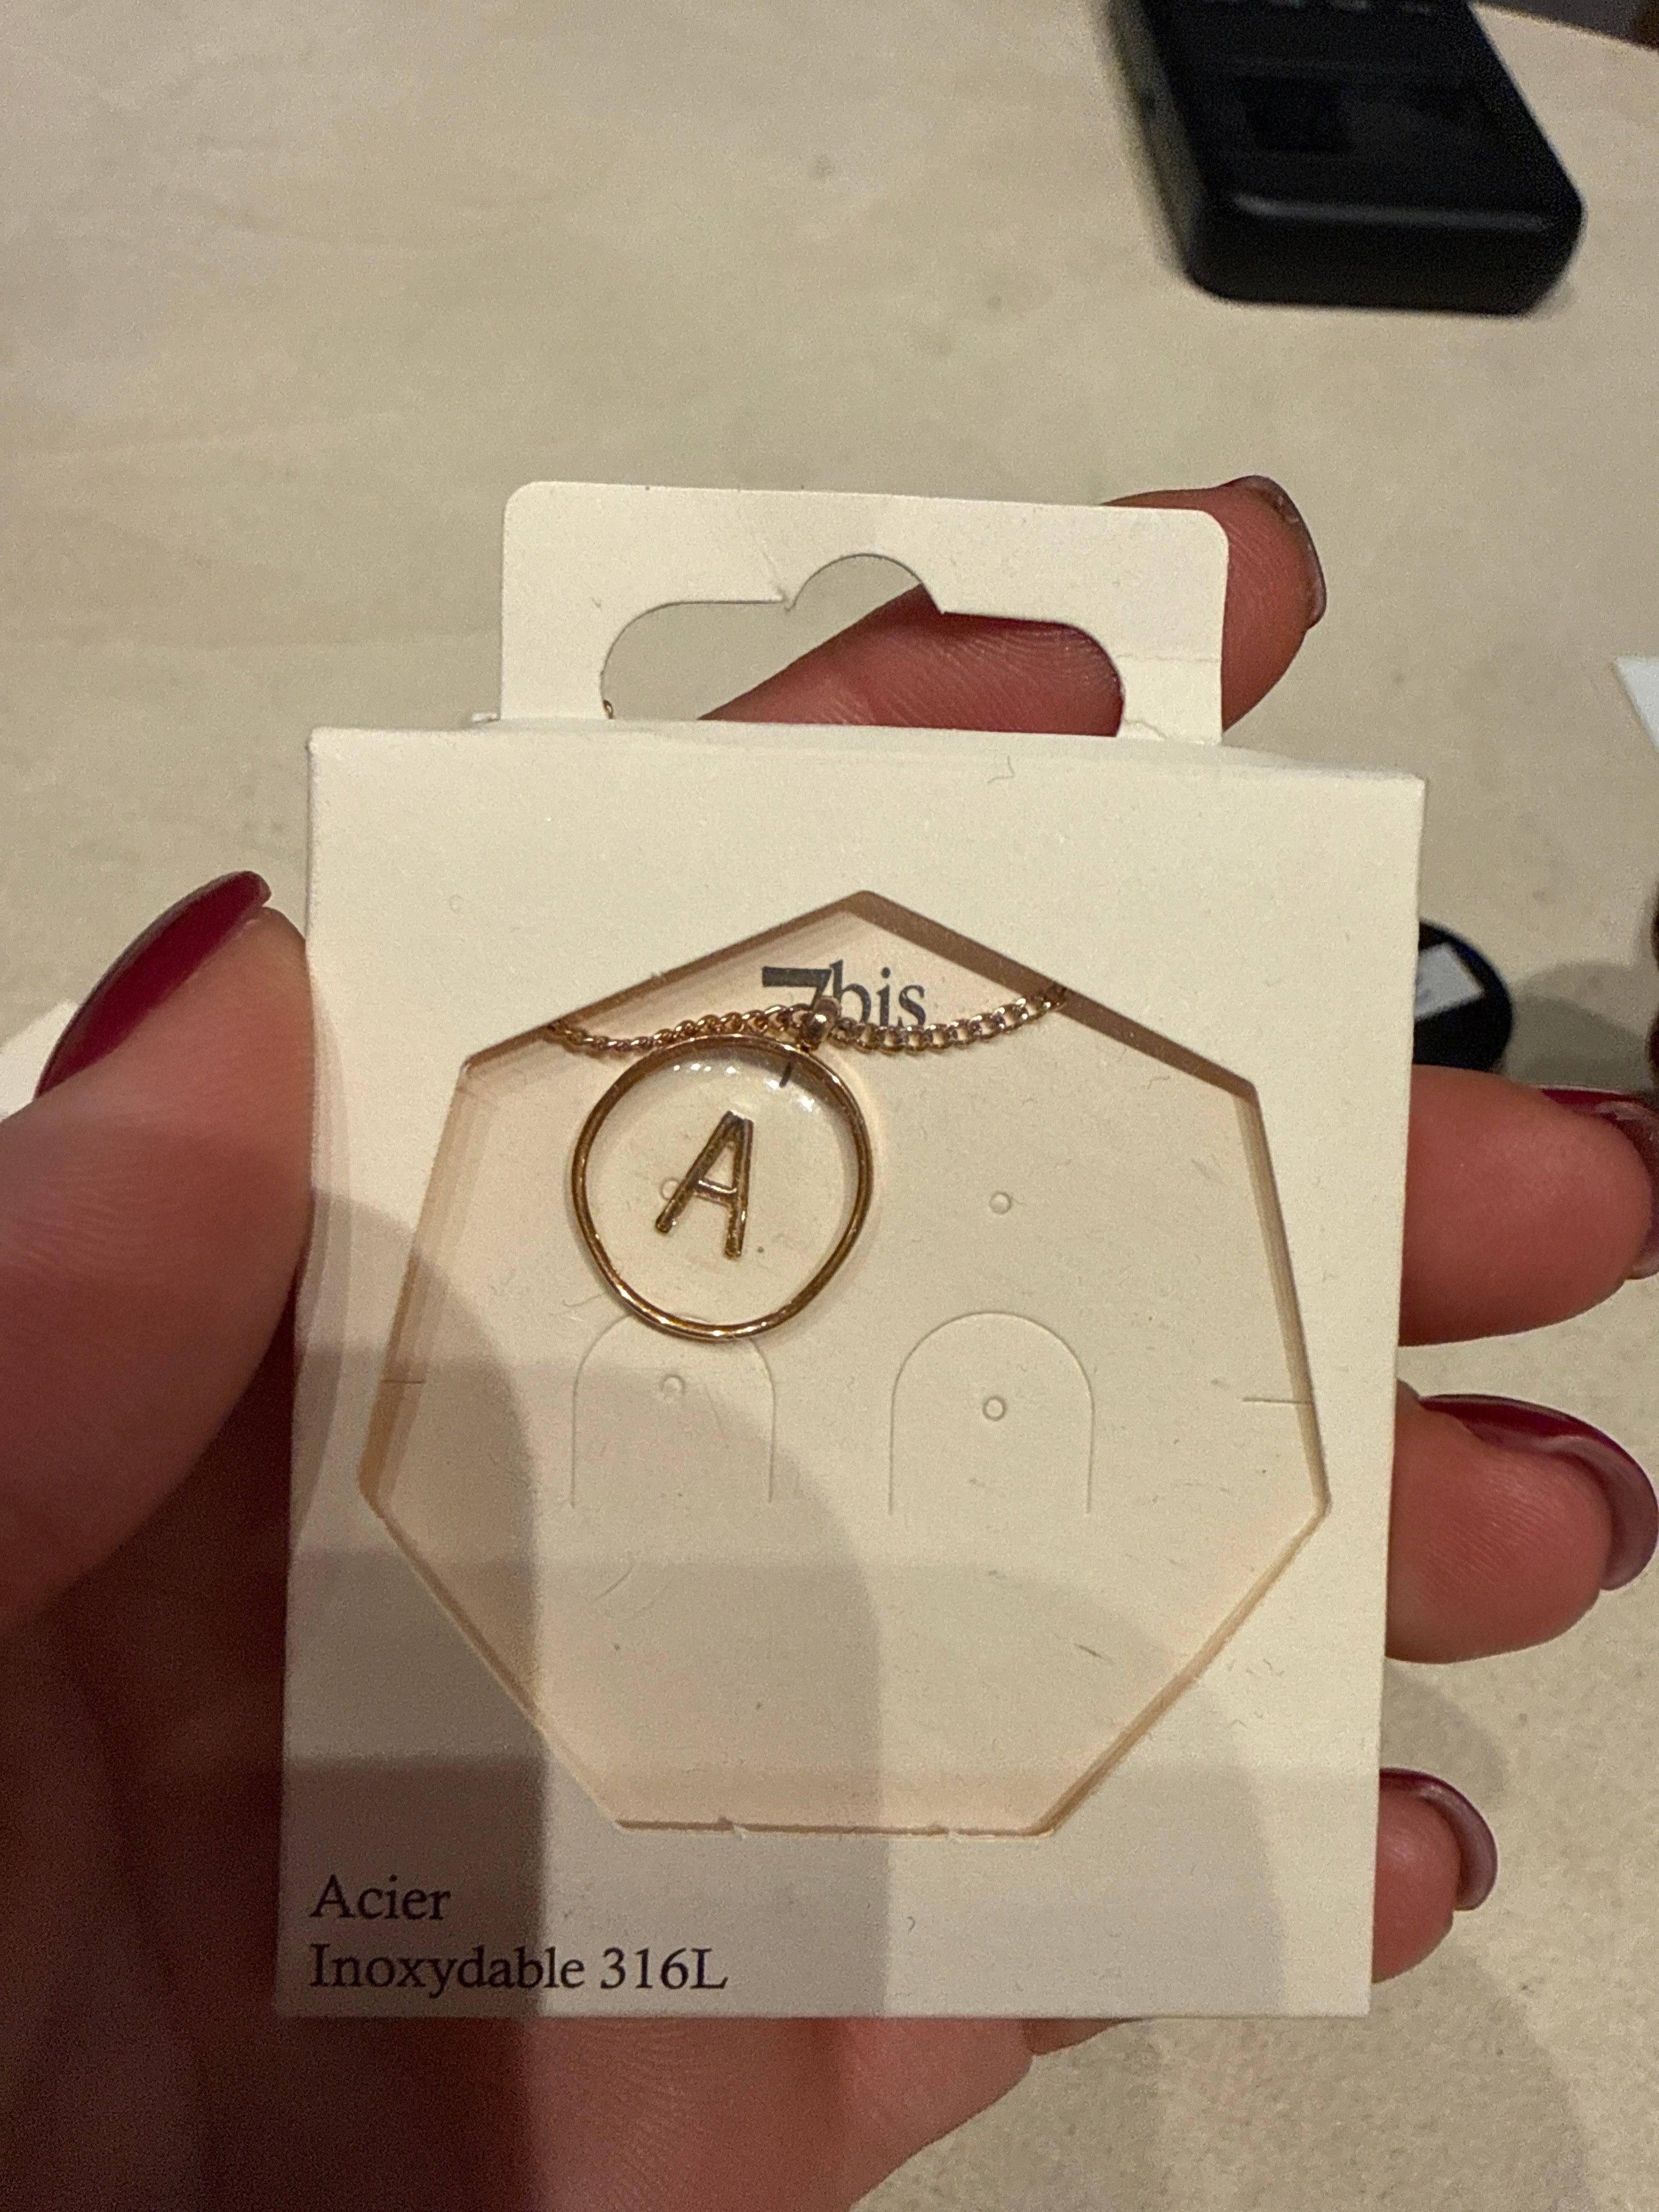 7bis
A
Acier
Inoxydable 316L